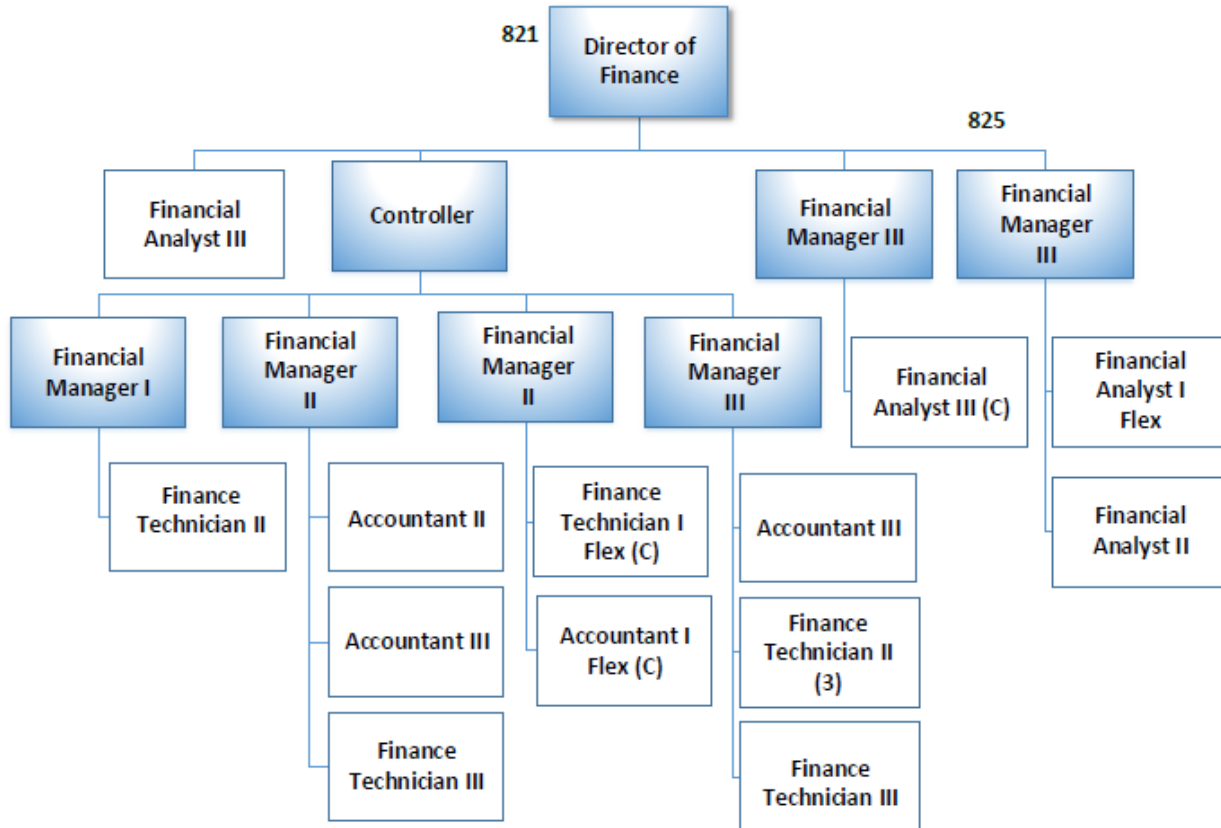 821
Director of
Finance
825
Financial
Analyst III
Controller
Financial
Manager III
Financial
Manager
III
Financial
Manager I
Financial
Manager
II
Financial
Manager
II
Financial
Manager
III
Financial
Analyst III (C)
Financial
Analyst I
Flex
Finance
Technician II
Accountant II
Finance
Technician I
Flex (C)
Accountant III
Financial
Analyst II
Accountant III
Accountant I
Flex (C)
Finance
Technician II
(3)
Finance
Technician III
Finance
Technician III